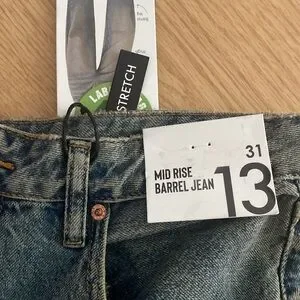 STRETCH
LAB
31
MID RISE
BARREL JEAN
13